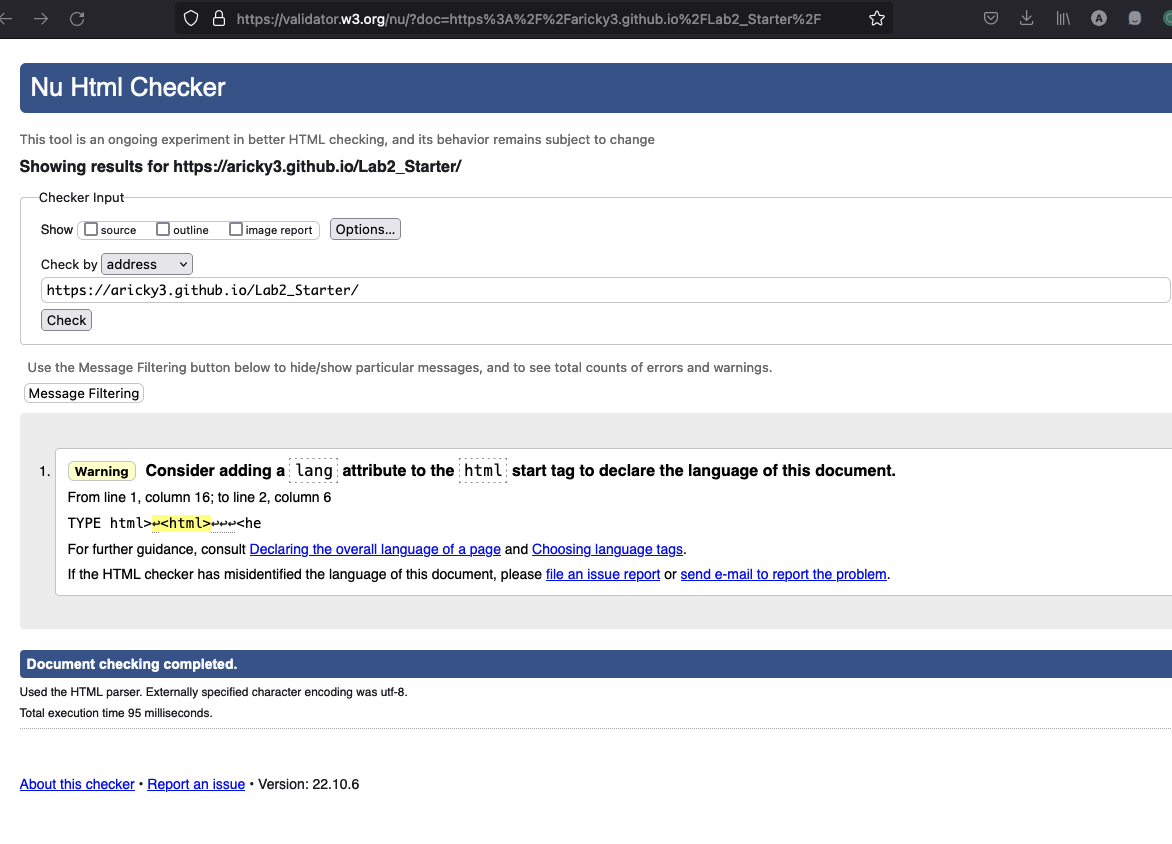 https://validator.w3.org/nu/?doc=https%3A%2F%2Faricky3.github.io%2FLab2_Starter%2F
A
Nu Html Checker
This tool is an ongoing experiment in better HTML checking, and its behavior remains subject to change
Showing results for https://aricky3.github.io/Lab2_Starter/
Checker Input
Show source outline image report Options...
Check by address
https://aricky3.github.io/Lab2_Starter/
Check
Use the Message Filtering button below to hide/show particular messages, and to see total counts of errors and warnings.
Message Filtering
1. Warning Consider adding a lang attribute to the html start tag to declare the language of this document.
From line 1, column 16; to line 2, column 6
TYPE html>↩<html>↩↩↩<he
For further guidance, consult Declaring the overall language of a page and Choosing language tags.
If the HTML checker has misidentified the language of this document, please file an issue report or send e-mail to report the problem.
Document checking completed.
Used the HTML parser. Externally specified character encoding was utf-8.
Total execution time 95 milliseconds.
About this checker • Report an issue • Version: 22.10.6